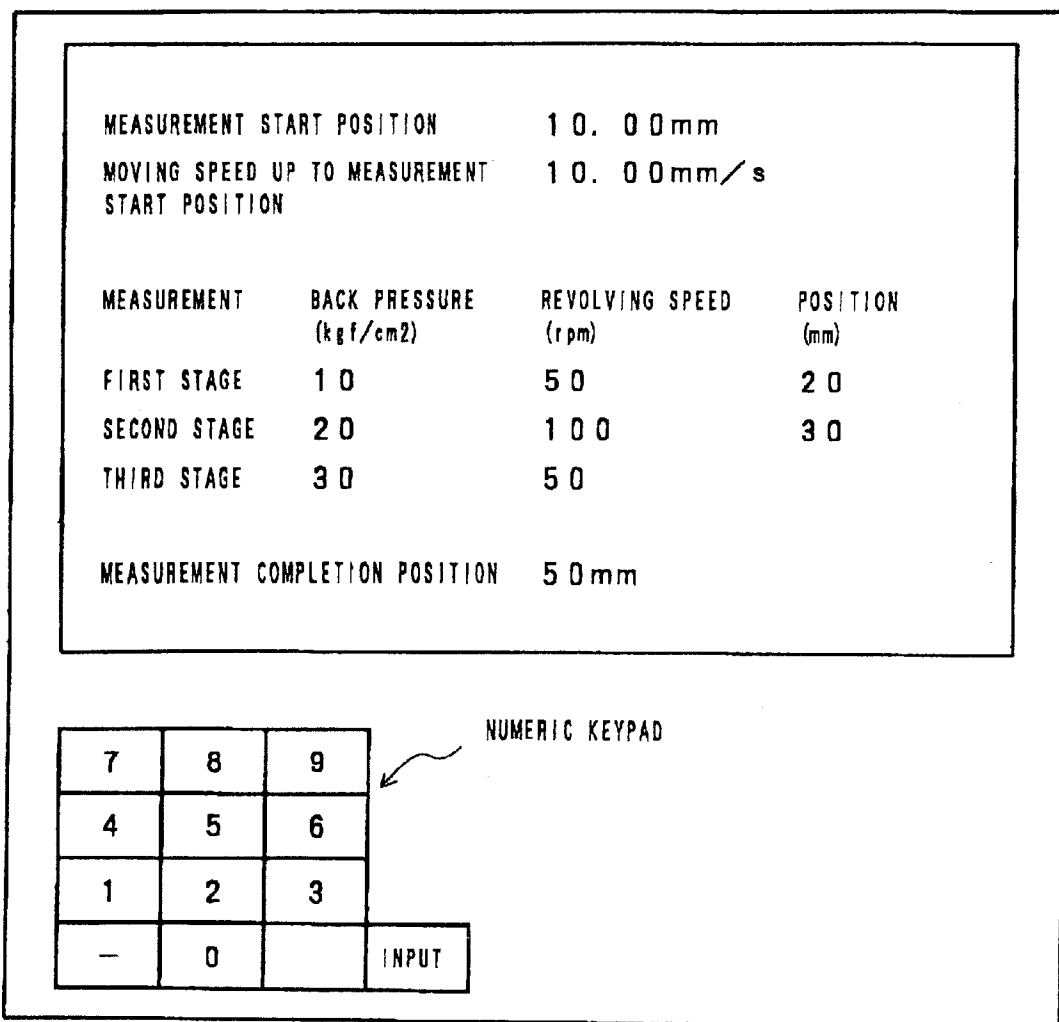 MEASUREMENT START POSITION 10. 00mm
MOVING SPEED UP TO MEASUREMENT 10. 00mm/s
START POSITION
MEASUREMENT BACK PRESSURE REVOLVING SPEED POSITION
(kgf/cm2) (rpm) (mm)
FIRST STAGE 10 50 20
SECOND STAGE 20 100 30
THIRD STAGE 30 50
MEASUREMENT COMPLETION POSITION 50mm
NUMERIC KEYPAD
7 8 9
4 5 6
1 2 3
— 0 INPUT